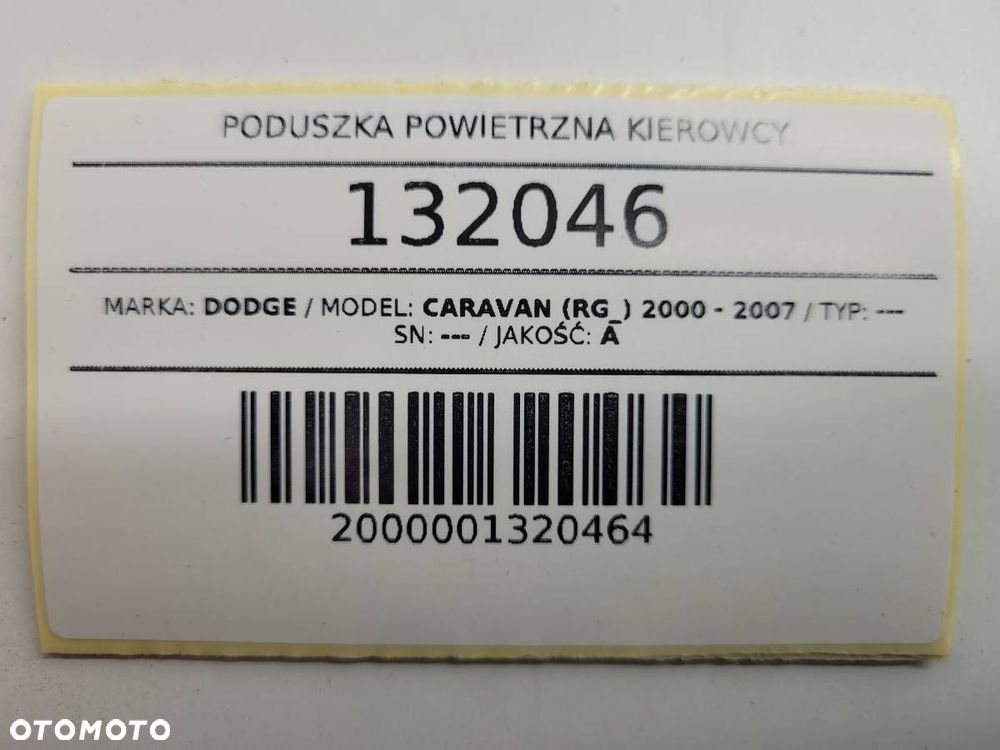 PODUSZKA POWIETRZNA KIEROWCY
132046
MARKA: DODGE / MODEL: CARAVAN (RG_) 2000 - 2007 / TYP: ---
SN: --- / JAKOŚĆ: A
2000001320464
OTOMOTO